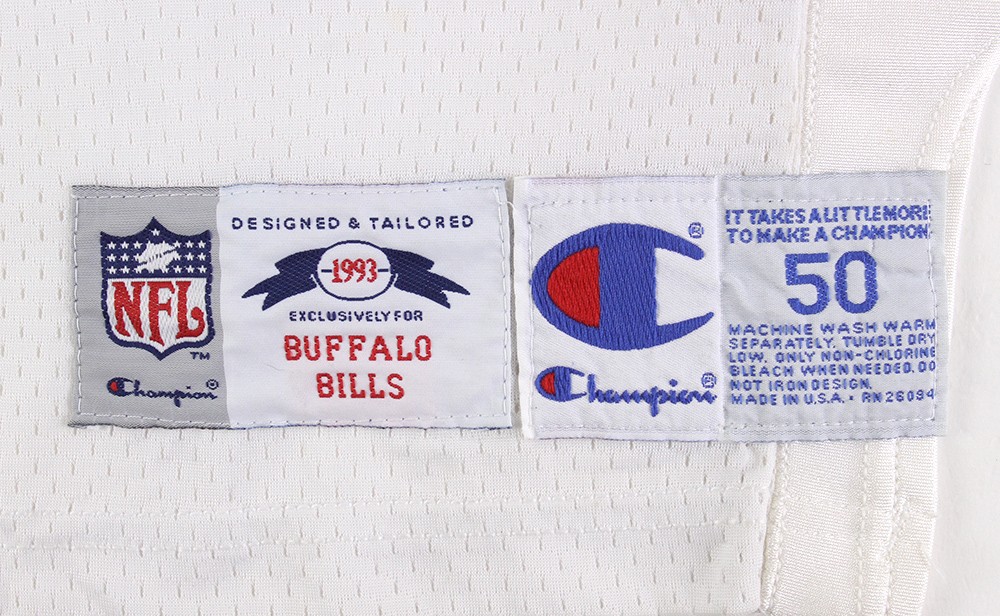 NFL
TM
Champion®
DESIGNED & TAILORED
1993
EXCLUSIVELY FOR
BUFFALO
BILLS
®
Champion®
IT TAKES A LITTLE MORE
TO MAKE A CHAMPION
50
MACHINE WASH WARM
SEPARATELY. TUMBLE DRY
LOW. ONLY NON-CHLORINE
BLEACH WHEN NEEDED. DO
NOT IRON DESIGN.
MADE IN U.S.A. • RN 26094